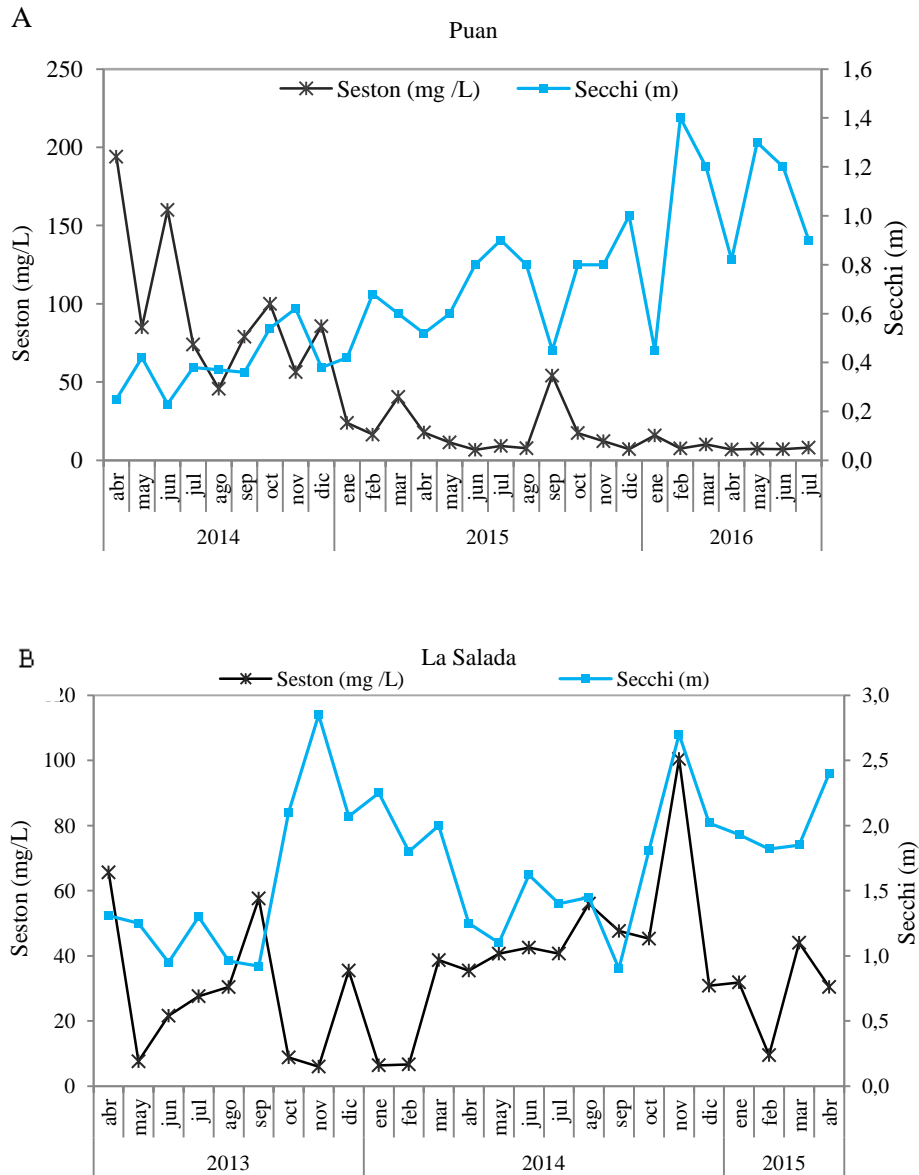 A
Puan
Seston (mg /L) Secchi (m)
250
200
150
100
50
0
Seston (mg/L)
1,6
1,4
1,2
1,0
0,8
0,6
0,4
0,2
0,0
Secchi (m)
abr may jun jul ago sep oct nov dic ene feb mar abr may jun jul ago sep oct nov dic ene feb mar abr may jun jul
2014 2015 2016
B
La Salada
Seston (mg /L) Secchi (m)
20
100
80
60
40
20
0
Seston (mg/L)
3,0
2,5
2,0
1,5
1,0
0,5
0,0
Secchi (m)
abr may jun jul ago sep oct nov dic ene feb mar abr may jun jul ago sep oct nov dic ene feb mar abr
2013 2014 2015